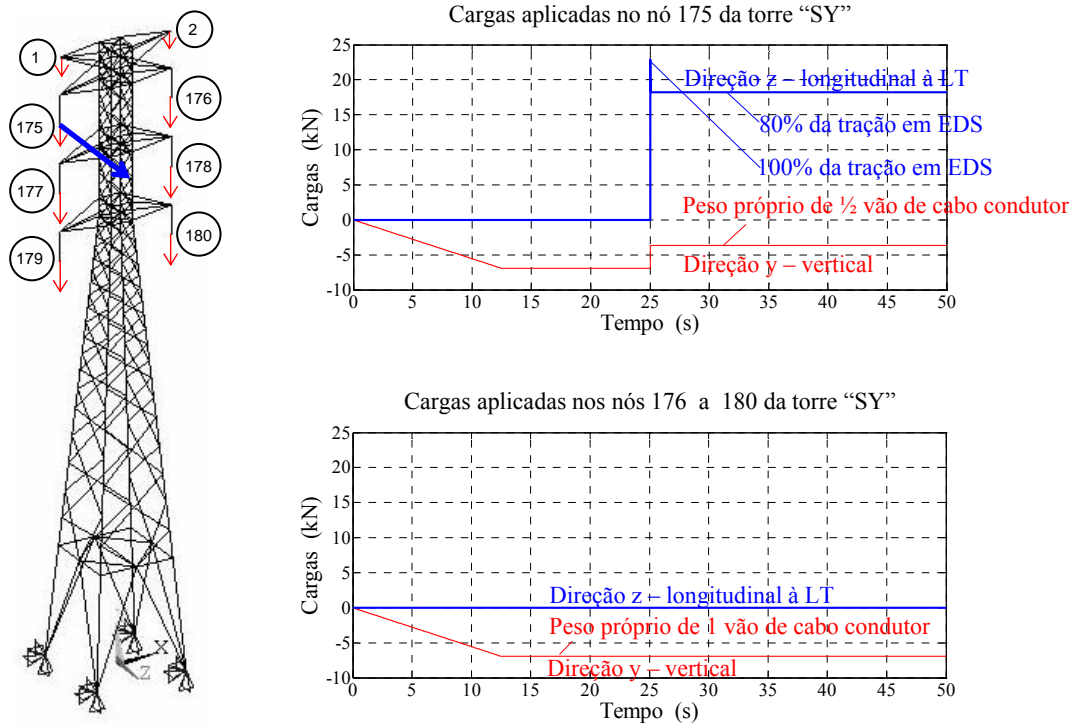 1
2
175
176
177
178
179
180
X
Z
Cargas aplicadas no nó 175 da torre “SY”
Cargas (kN)
25
20
15
10
5
0
-5
-10
Direção z – longitudinal à LT
80% da tração em EDS
100% da tração em EDS
Peso próprio de ½ vão de cabo condutor
Direção y – vertical
0 5 10 15 20 25 30 35 40 45 50
Tempo (s)
Cargas aplicadas nos nós 176 a 180 da torre “SY”
Cargas (kN)
25
20
15
10
5
0
-5
-10
Direção z – longitudinal à LT
Peso próprio de 1 vão de cabo condutor
Direção y – vertical
0 5 10 15 20 25 30 35 40 45 50
Tempo (s)